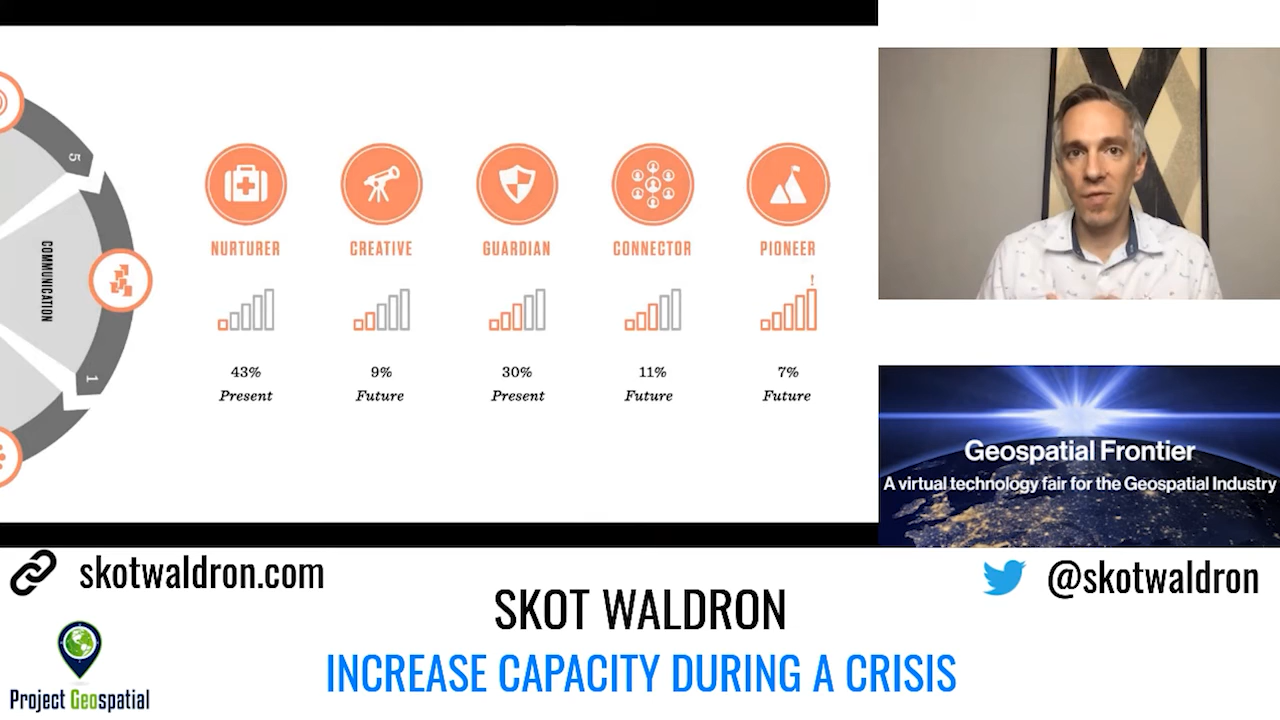 5
COMMUNICATION
1
NURTURER
CREATIVE
GUARDIAN
CONNECTOR
PIONEER
!
43%
9%
30%
11%
7%
Present
Future
Present
Future
Future
Geospatial Frontier
A virtual technology fair for the Geospatial Industry
skotwaldron.com
@skotwaldron
SKOT WALDRON
INCREASE CAPACITY DURING A CRISIS
Project Geospatial